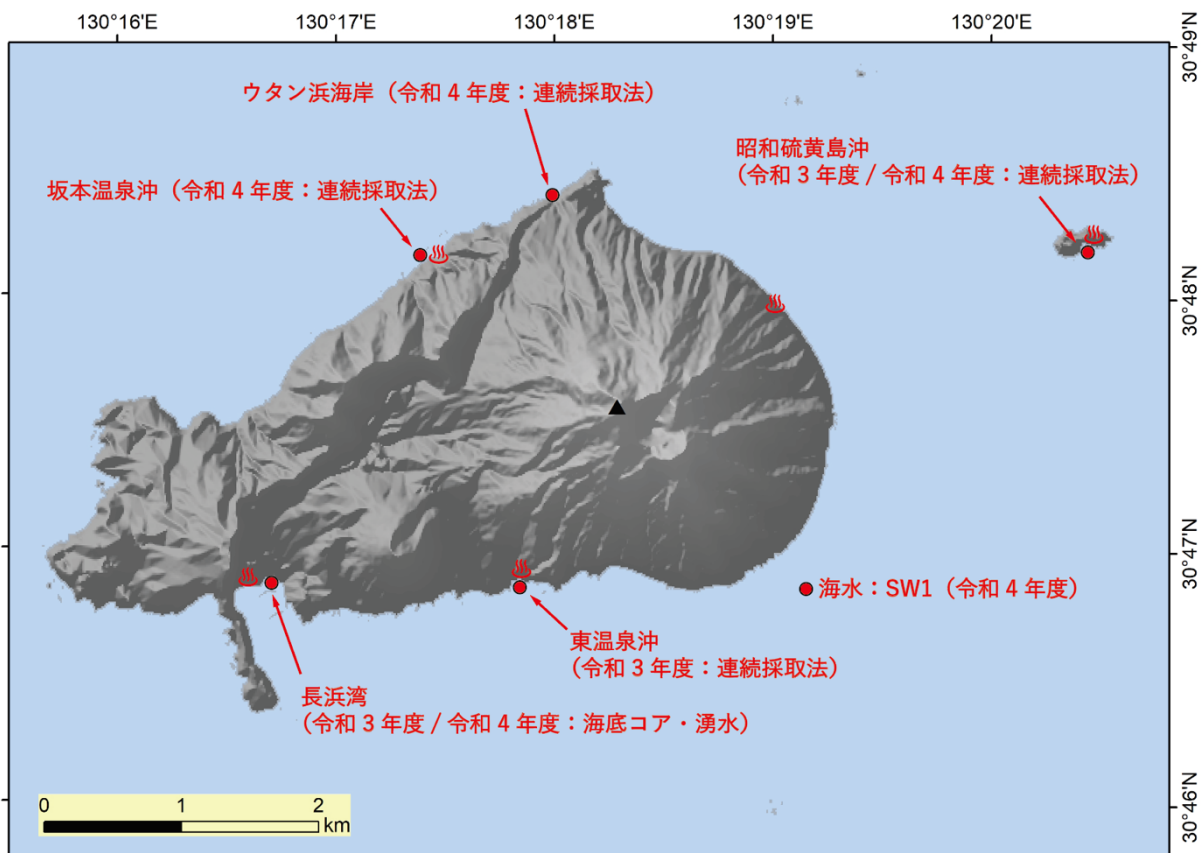 130°16'E 130°17'E 130°18'E 130°19'E 130°20'E
30°49'N
ウタン浜海岸（令和 4 年度：連続採取法）
昭和硫黄島沖
（令和 3 年度 / 令和 4 年度：連続採取法）
坂本温泉沖（令和 4 年度：連続採取法）
30°48'N
30°47'N
海水：SW1（令和 4 年度）
東温泉沖
（令和 3 年度：連続採取法）
長浜湾
（令和 3 年度 / 令和 4 年度：海底コア・湧水）
30°46'N
0 1 2
km